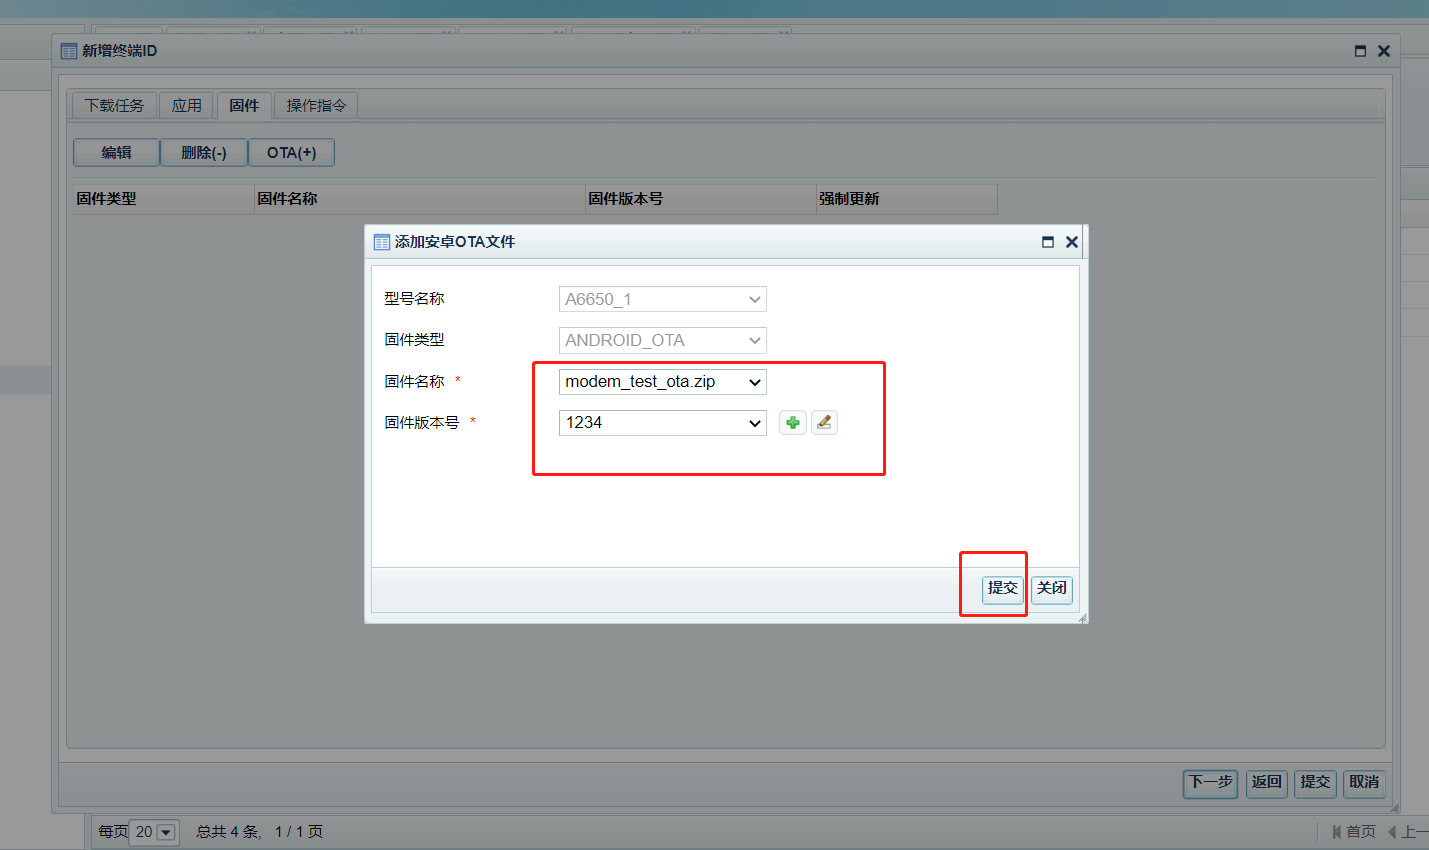 新增终端ID
下载任务 应用 固件 操作指令
编辑 删除(-) OTA(+)
固件类型 固件名称 固件版本号 强制更新
添加安卓OTA文件
型号名称 A6650_1
固件类型 ANDROID_OTA
固件名称 * modem_test_ota.zip
固件版本号 * 1234
提交 关闭
下一步 返回 提交 取消
每页 20 总共 4 条, 1 / 1 页 首页 上一